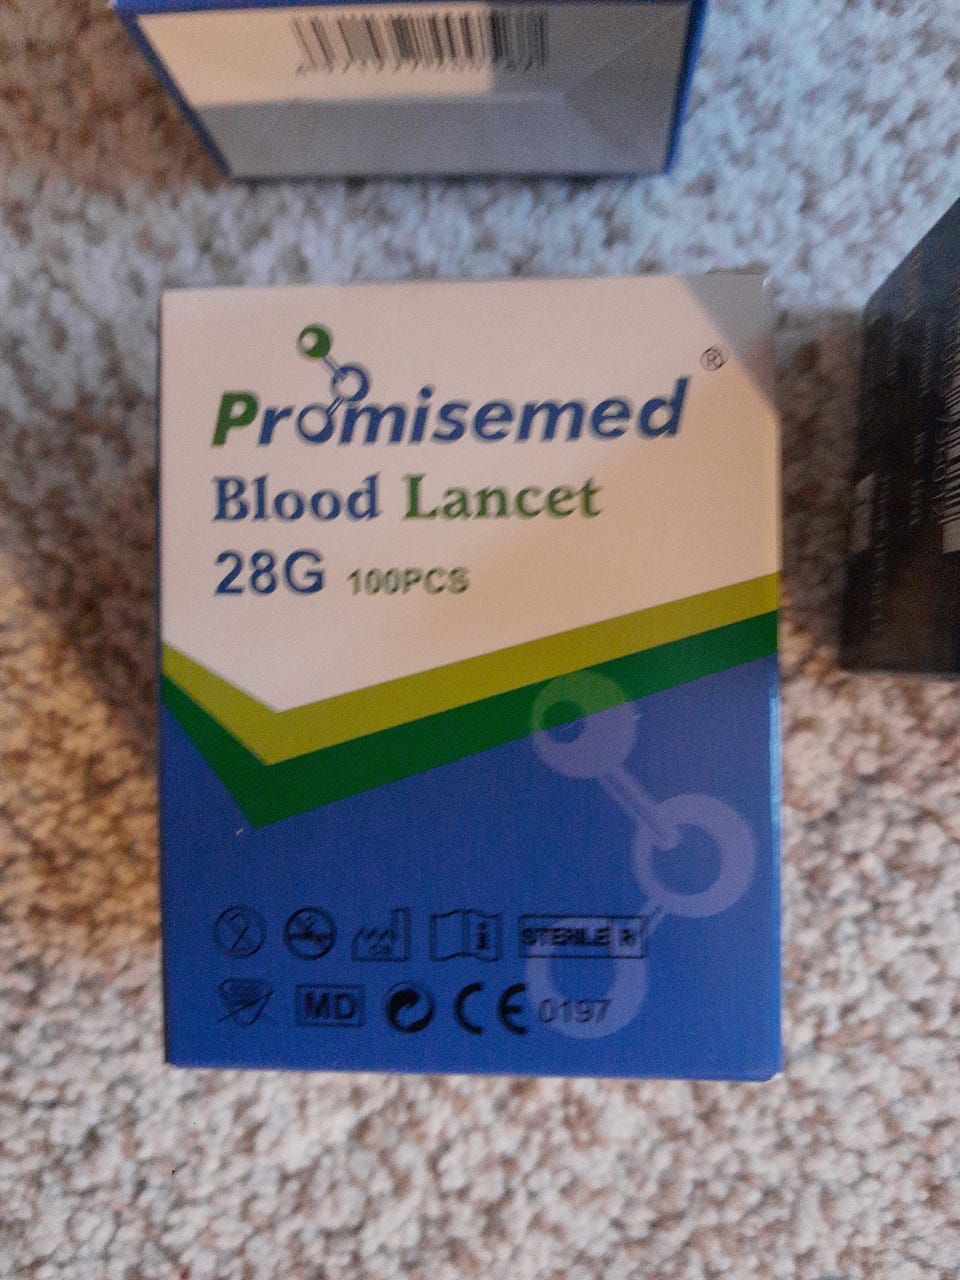 Promisemed ®
Blood Lancet
28G 100PCS
STERILE R
MD CE 0197